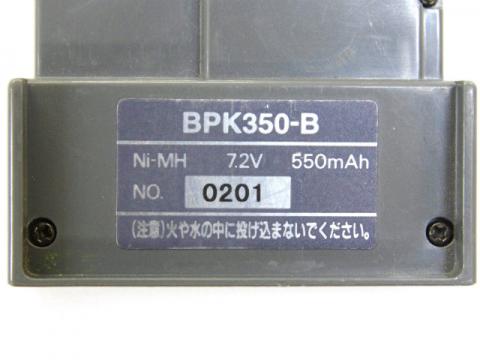 BPK350-B
Ni-MH 7.2V 550mAh
NO. 0201
(注意)火や水の中に投げ込まないでください。